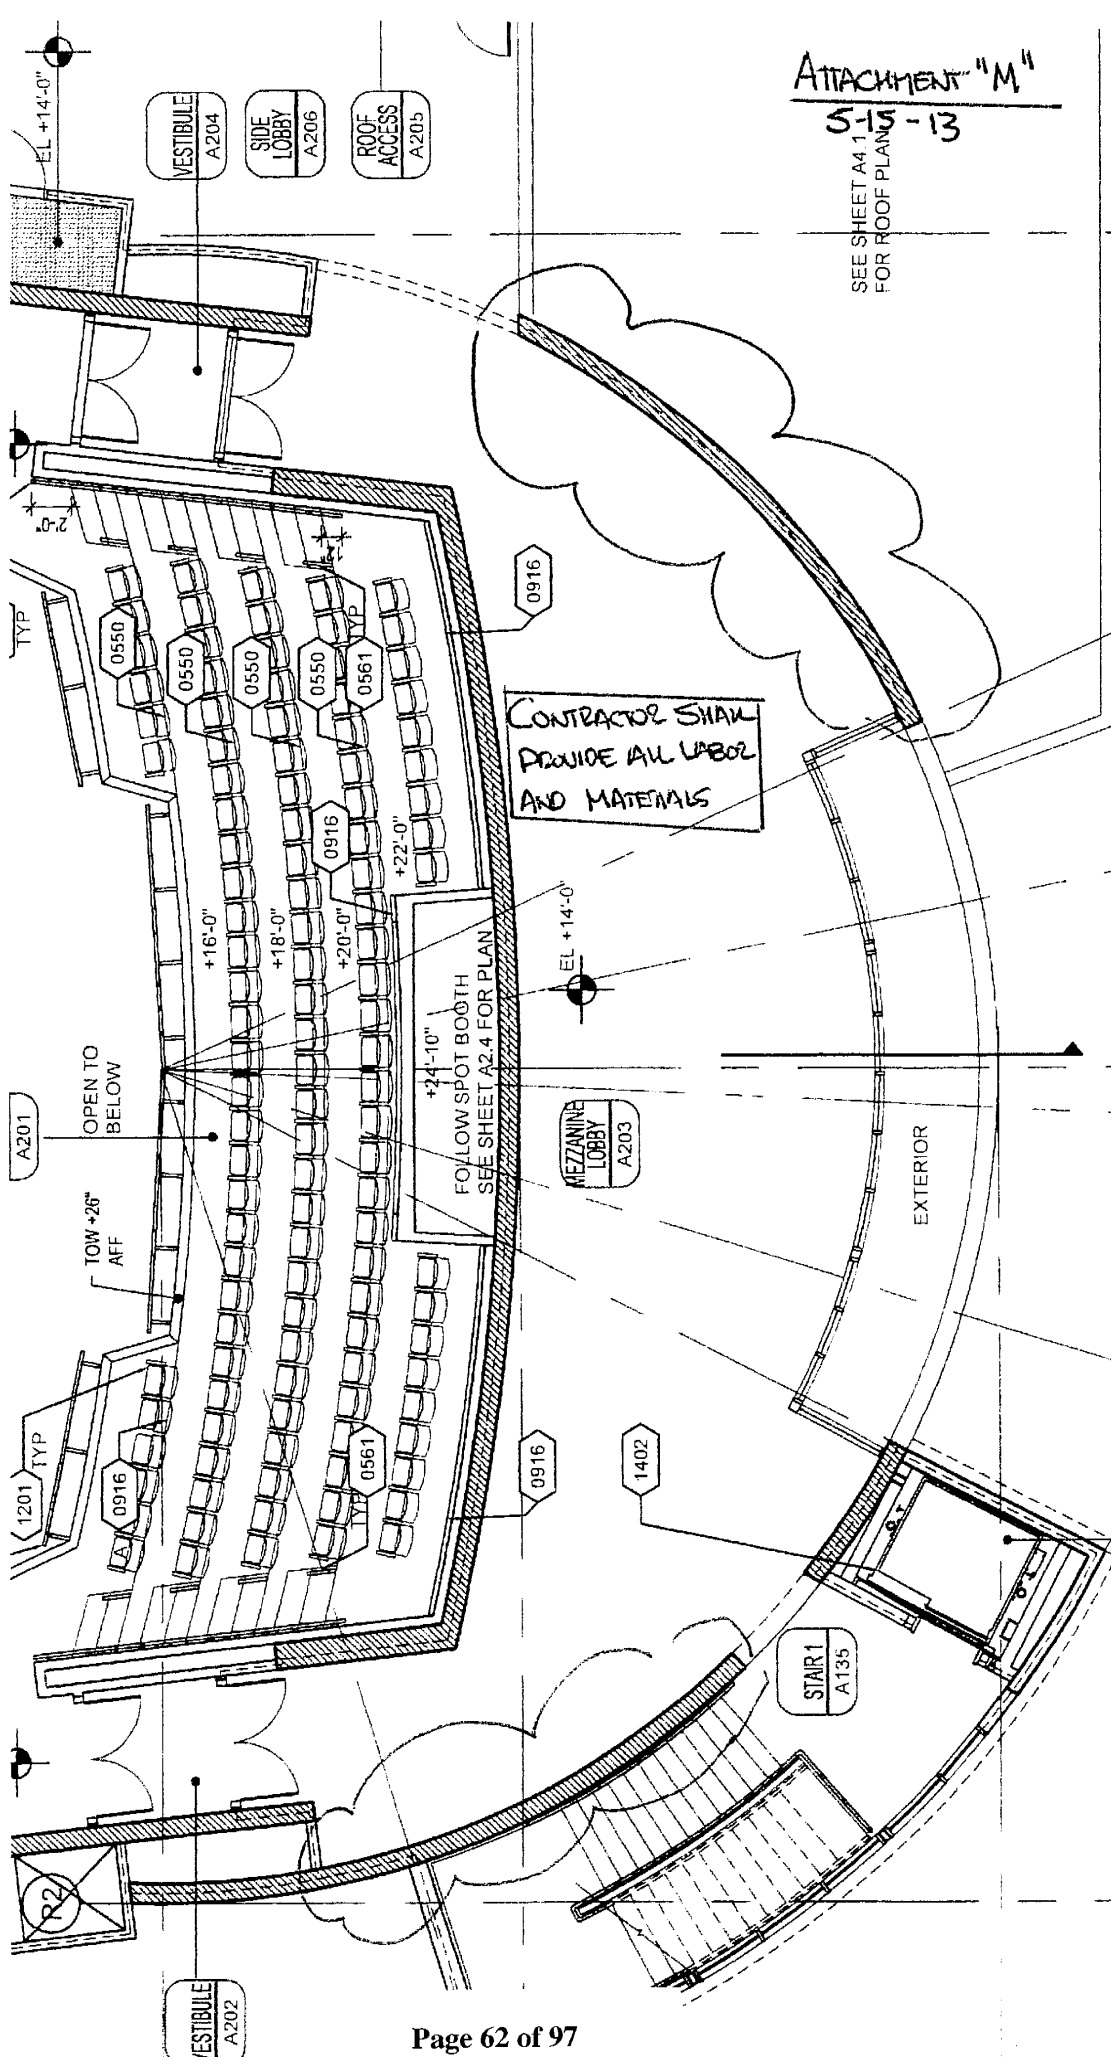 ATTACHMENT "M"
5-15-13
SEE SHEET A4.1
FOR ROOF PLAN
EL +14'-0"
VESTIBULE
A204
SIDE
LOBBY
A206
ROOF
ACCESS
A205
2'-0"
TYP
0550
0550
0550
0550
0561
TYP
0916
CONTRACTOR SHALL
PROVIDE ALL LABOR
AND MATERIALS
0916
+22'-0"
+16'-0"
+18'-0"
+20'-0"
+24'-10"
FOLLOW SPOT BOOTH
SEE SHEET A2.4 FOR PLAN
EL +14'-0"
OPEN TO
BELOW
A201
TOW +26"
AFF
MEZZANINE
LOBBY
A203
EXTERIOR
1201
TYP
0916
0561
TYP
0916
1402
STAIR 1
A135
R2
VESTIBULE
A202
Page 62 of 97